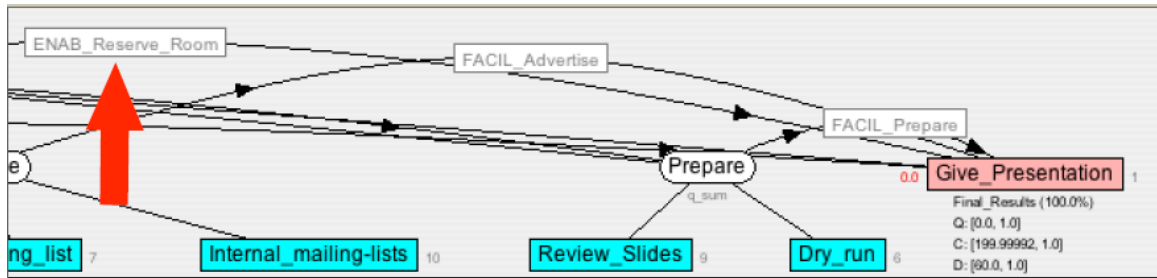 ENAB_Reserve_Room
FACIL_Advertise
FACIL_Prepare
e
Prepare
q_sum
0.0 Give_Presentation 1
Final_Results (100.0%)
Q: [0.0, 1.0]
C: [199.99992, 1.0]
D: [60.0, 1.0]
ng_list 7
Internal_mailing-lists 10
Review_Slides 9
Dry_run 6